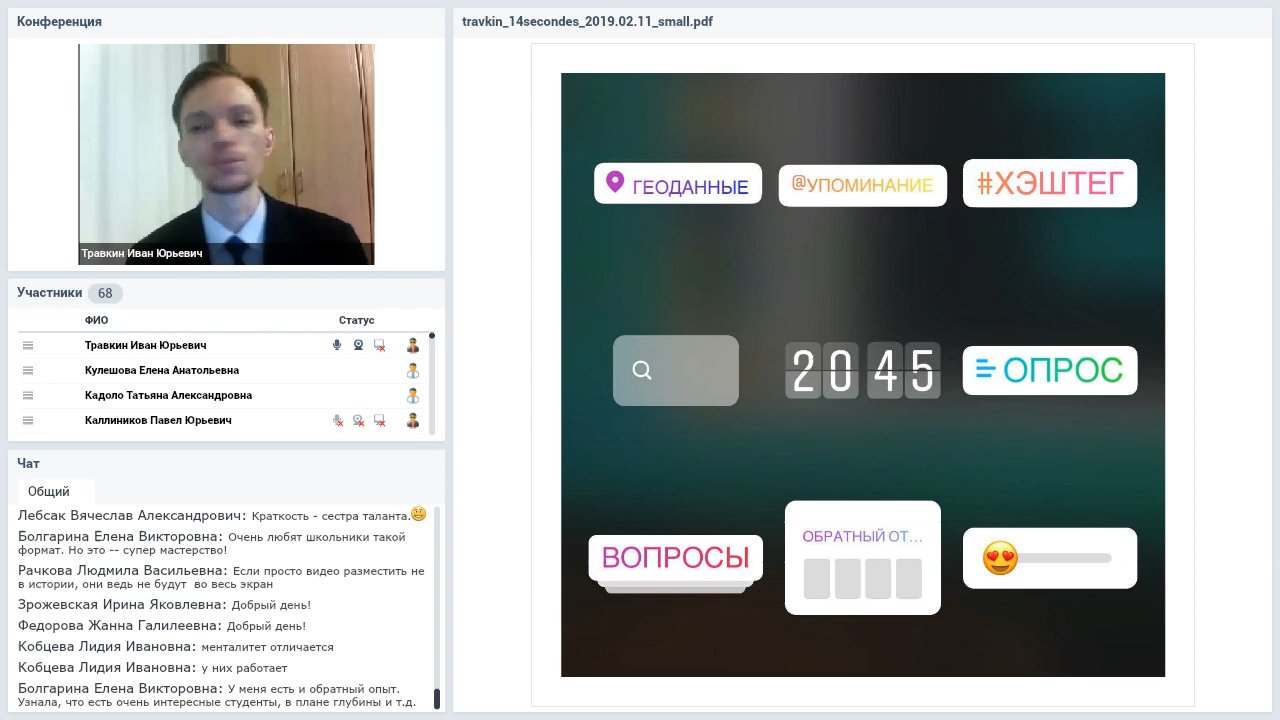 Конференция
Травкин Иван Юрьевич
Участники 68
ФИО Статус
Травкин Иван Юрьевич
Кулешова Елена Анатольевна
Кадоло Татьяна Александровна
Каллиников Павел Юрьевич
Чат
Общий
Лебсак Вячеслав Александрович: Краткость - сестра таланта.
Болгарина Елена Викторовна: Очень любят школьники такой
формат. Но это -- супер мастерство!
Рачкова Людмила Васильевна: Если просто видео разместить не
в истории, они ведь не будут во весь экран
Зрожевская Ирина Яковлевна: Добрый день!
Федорова Жанна Галилеевна: Добрый день!
Кобцева Лидия Ивановна: менталитет отличается
Кобцева Лидия Ивановна: у них работает
Болгарина Елена Викторовна: У меня есть и обратный опыт.
Узнала, что есть очень интересные студенты, в плане глубины и т.д.
travkin_14secondes_2019.02.11_small.pdf
ГЕОДАННЫЕ @УПОМИНАНИЕ #ХЭШТЕГ
20 45 ОПРОС
ВОПРОСЫ ОБРАТНЫЙ ОТ...